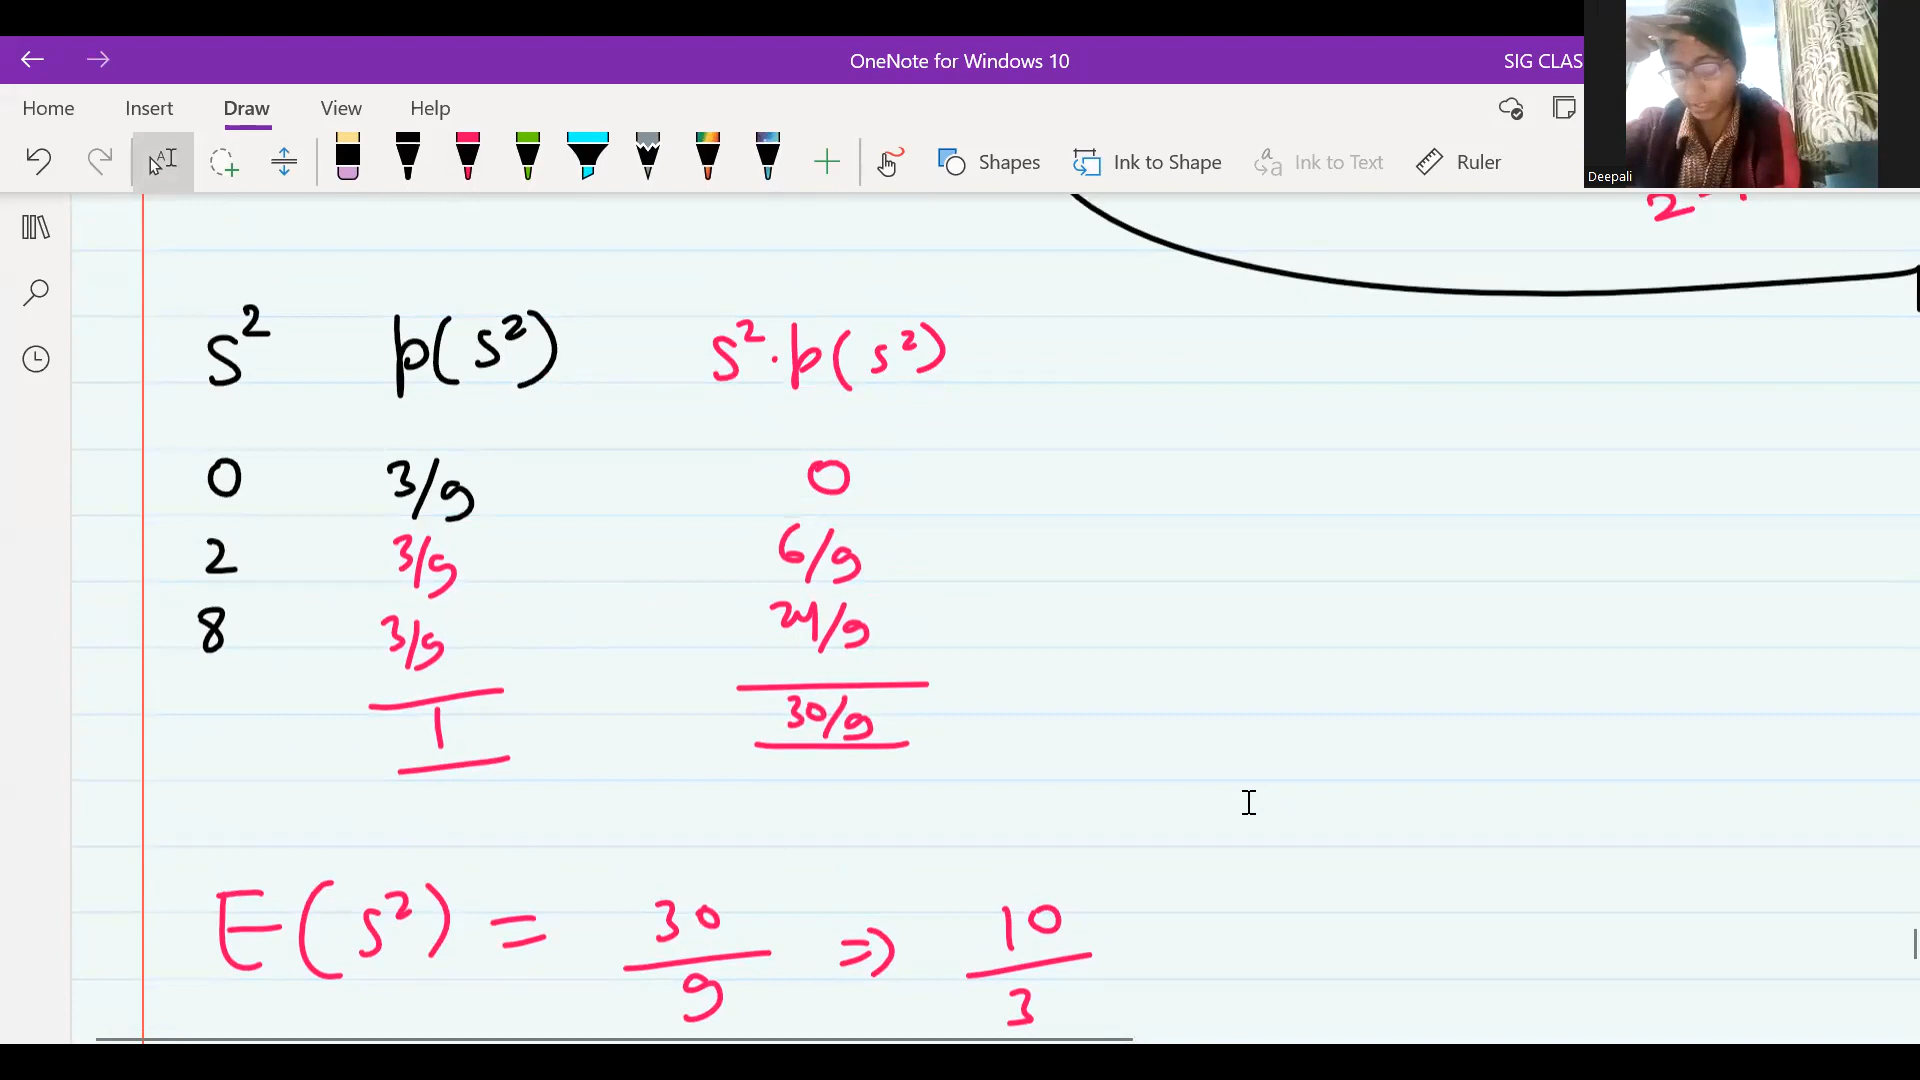 OneNote for Windows 10
SIG CLAS
Home Insert Draw View Help
Shapes Ink to Shape Ink to Text Ruler
Deepali
S² p(s²) s²·p(s²)
0 3/9 0
2 3/9 6/9
8 3/9 24/9
1 30/9
E(s²) = 30/9 ⇒ 10/3